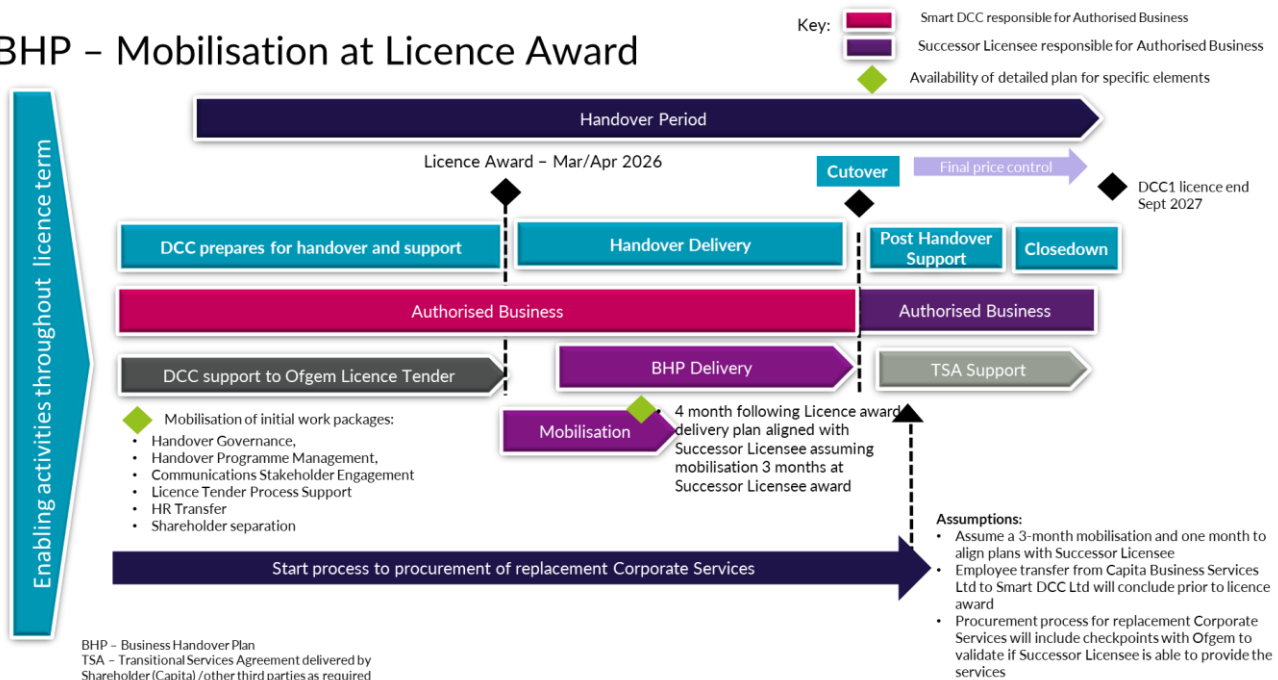 BHP – Mobilisation at Licence Award
Key:
Smart DCC responsible for Authorised Business
Successor Licensee responsible for Authorised Business
Availability of detailed plan for specific elements
Enabling activities throughout licence term
Handover Period
Licence Award – Mar/Apr 2026
Cutover
Final price control
DCC1 licence end
Sept 2027
DCC prepares for handover and support
Handover Delivery
Post Handover
Support
Closedown
Authorised Business
Authorised Business
DCC support to Ofgem Licence Tender
BHP Delivery
TSA Support
Mobilisation of initial work packages:
• Handover Governance,
• Handover Programme Management,
• Communications Stakeholder Engagement
• Licence Tender Process Support
• HR Transfer
• Shareholder separation
Mobilisation
• 4 month following Licence award
delivery plan aligned with
Successor Licensee assuming
mobilisation 3 months at
Successor Licensee award
Start process to procurement of replacement Corporate Services
Assumptions:
• Assume a 3-month mobilisation and one month to
align plans with Successor Licensee
• Employee transfer from Capita Business Services
Ltd to Smart DCC Ltd will conclude prior to licence
award
• Procurement process for replacement Corporate
Services will include checkpoints with Ofgem to
validate if Successor Licensee is able to provide the
services
BHP – Business Handover Plan
TSA – Transitional Services Agreement delivered by
Shareholder (Capita) /other third parties as required